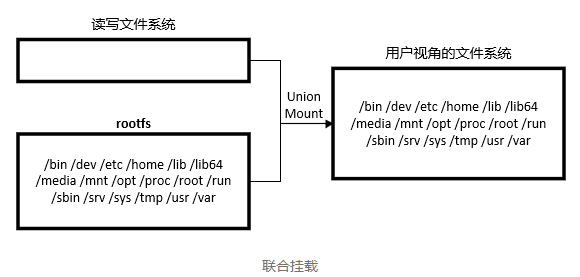 读写文件系统
rootfs
/bin /dev /etc /home /lib /lib64
/media /mnt /opt /proc /root /run
/sbin /srv /sys /tmp /usr /var
Union
Mount
用户视角的文件系统
/bin /dev /etc /home /lib /lib64
/media /mnt /opt /proc /root /run
/sbin /srv /sys /tmp /usr /var
联合挂载